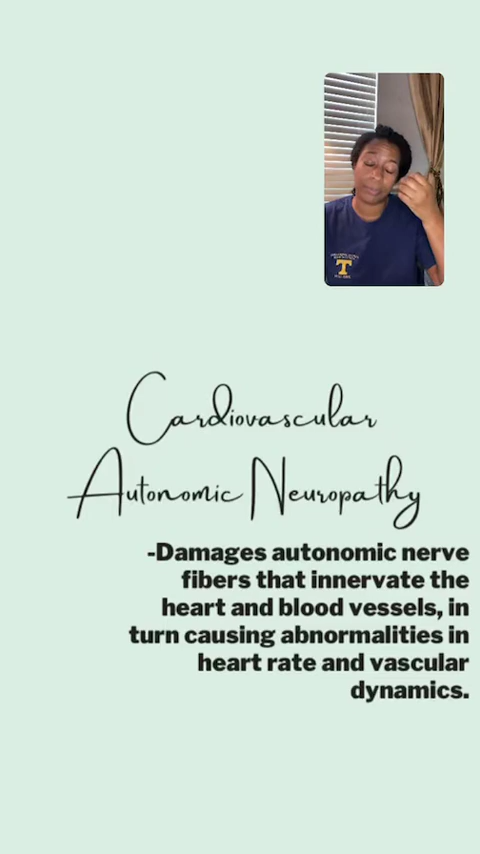 T
Cardiovascular
Autonomic Neuropathy
-Damages autonomic nerve
fibers that innervate the
heart and blood vessels, in
turn causing abnormalities in
heart rate and vascular
dynamics.